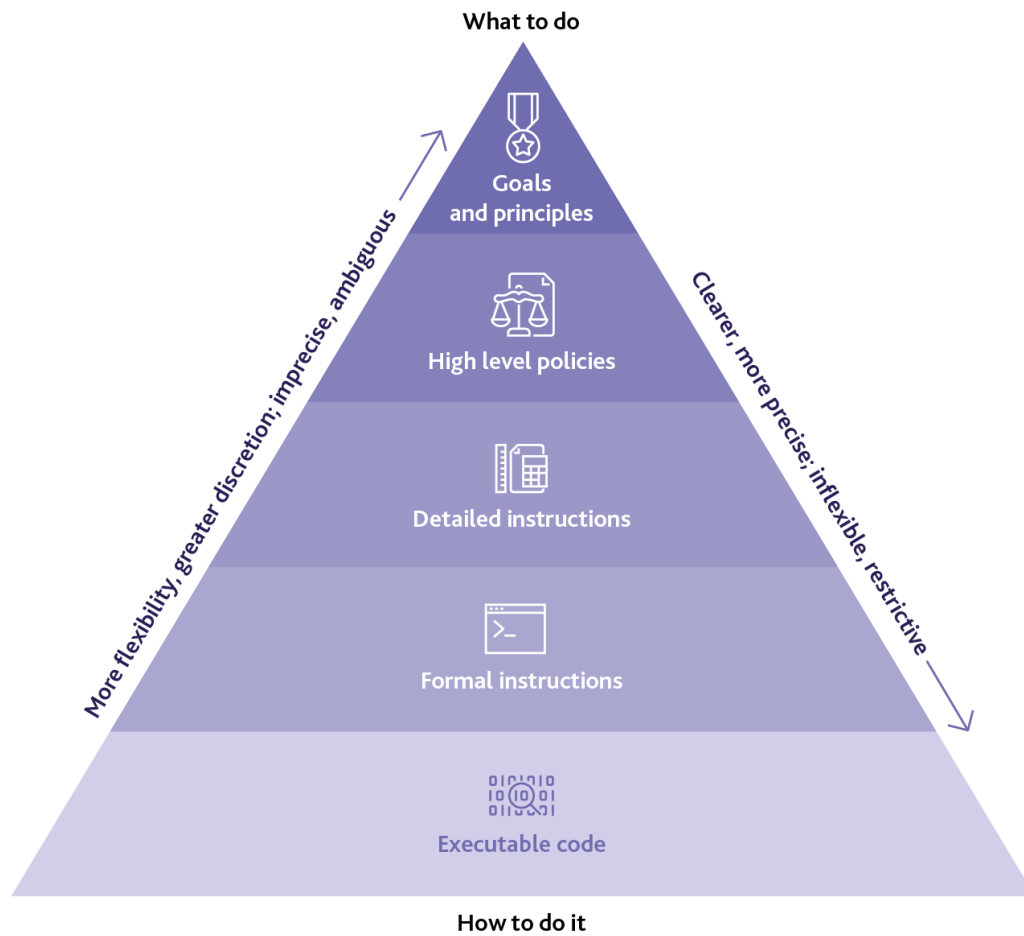 What to do
Goals
and principles
More flexibility, greater discretion; imprecise, ambiguous
Clearer, more precise; inflexible, restrictive
High level policies
Detailed instructions
Formal instructions
Executable code
How to do it